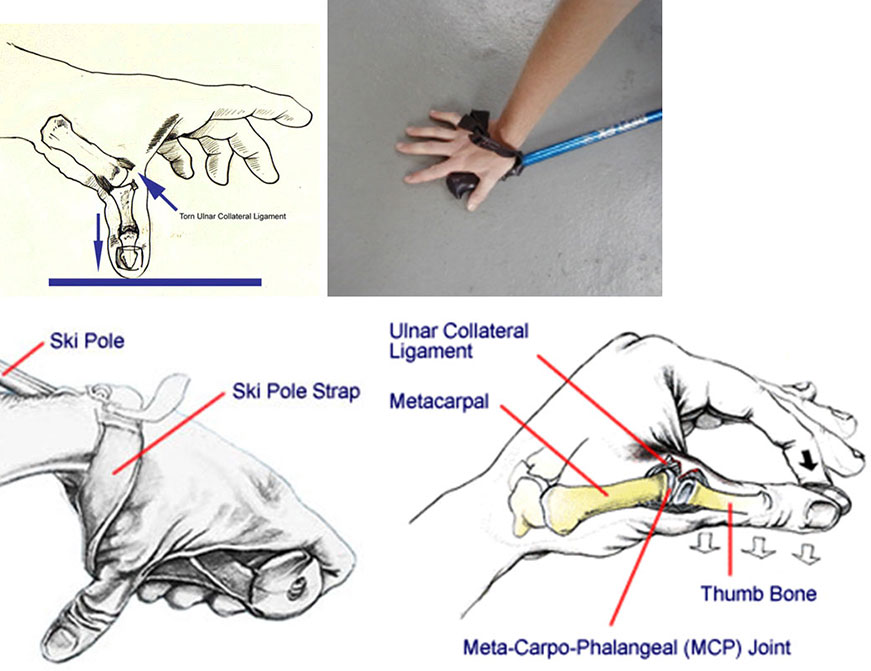 Torn Ulnar Collateral Ligament
Ski Pole
Ski Pole Strap
Ulnar Collateral
Ligament
Metacarpal
Thumb Bone
Meta-Carpo-Phalangeal (MCP) Joint